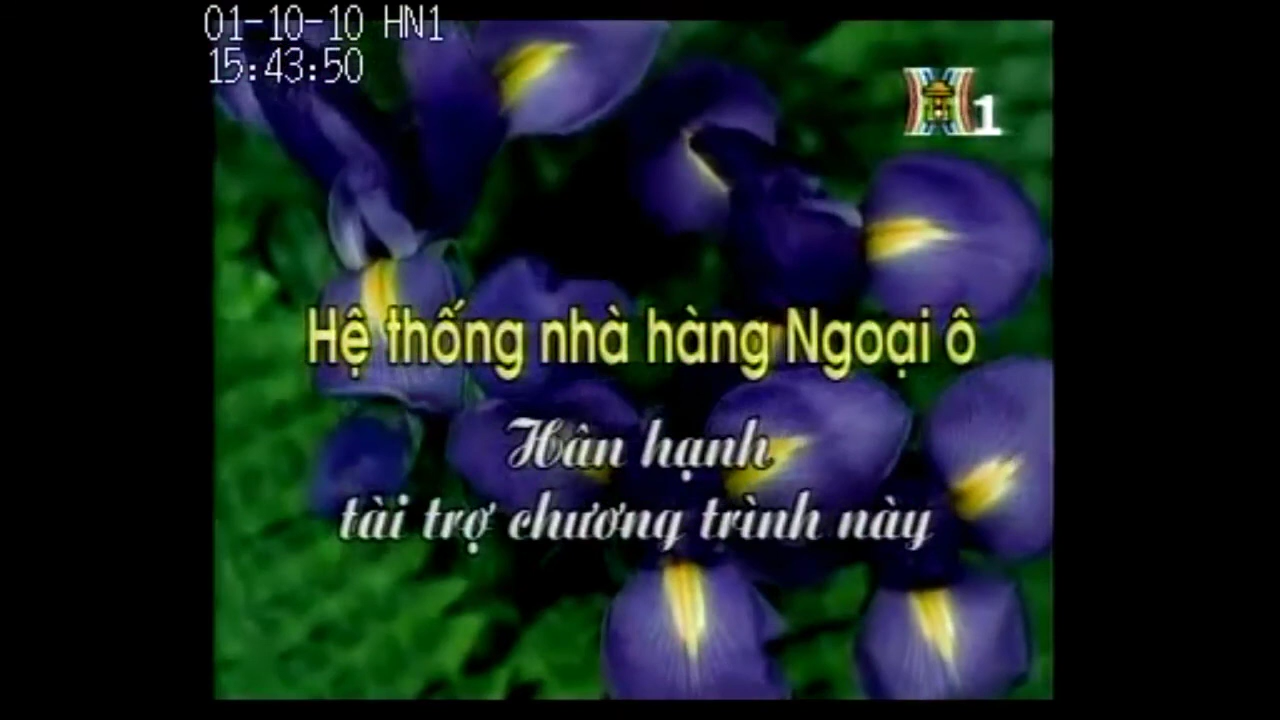 01-10-10 HN1
15:43:50
1
Hệ thống nhà hàng Ngoại ô
Hân hạnh
tài trợ chương trình này